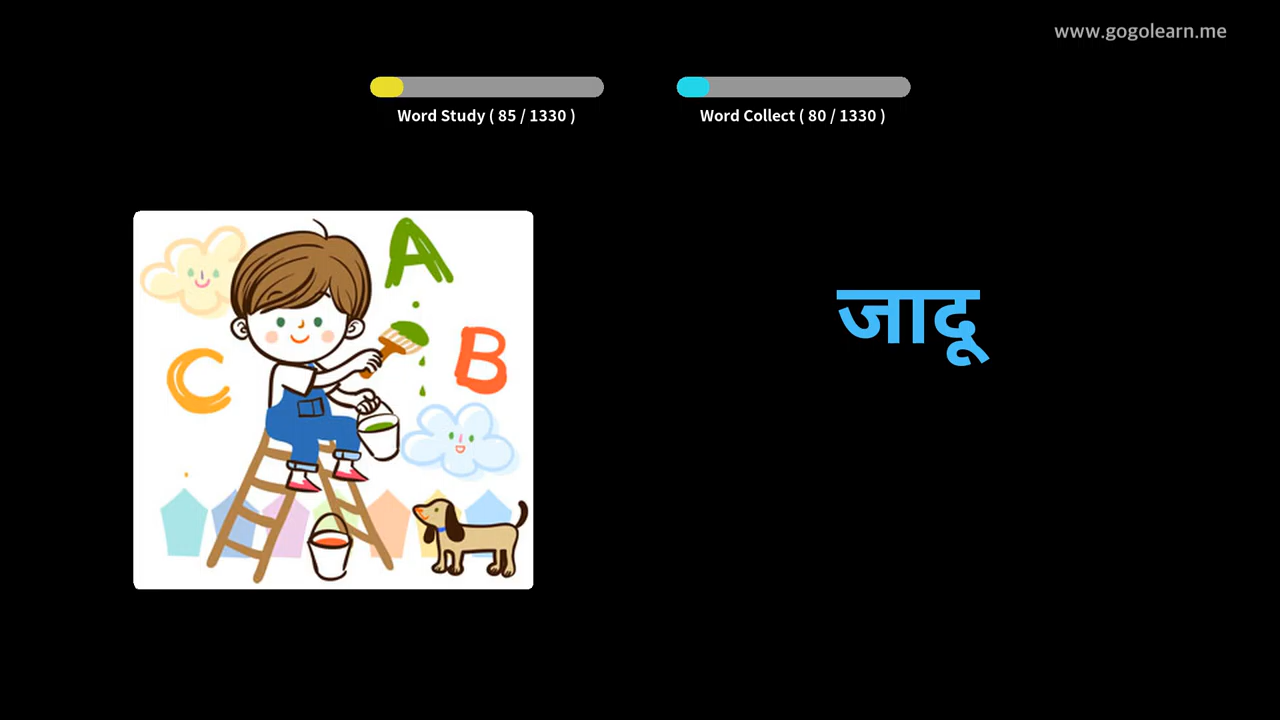 www.gogolearn.me
Word Study ( 85 / 1330 )
Word Collect ( 80 / 1330 )
A
B
C
जादू